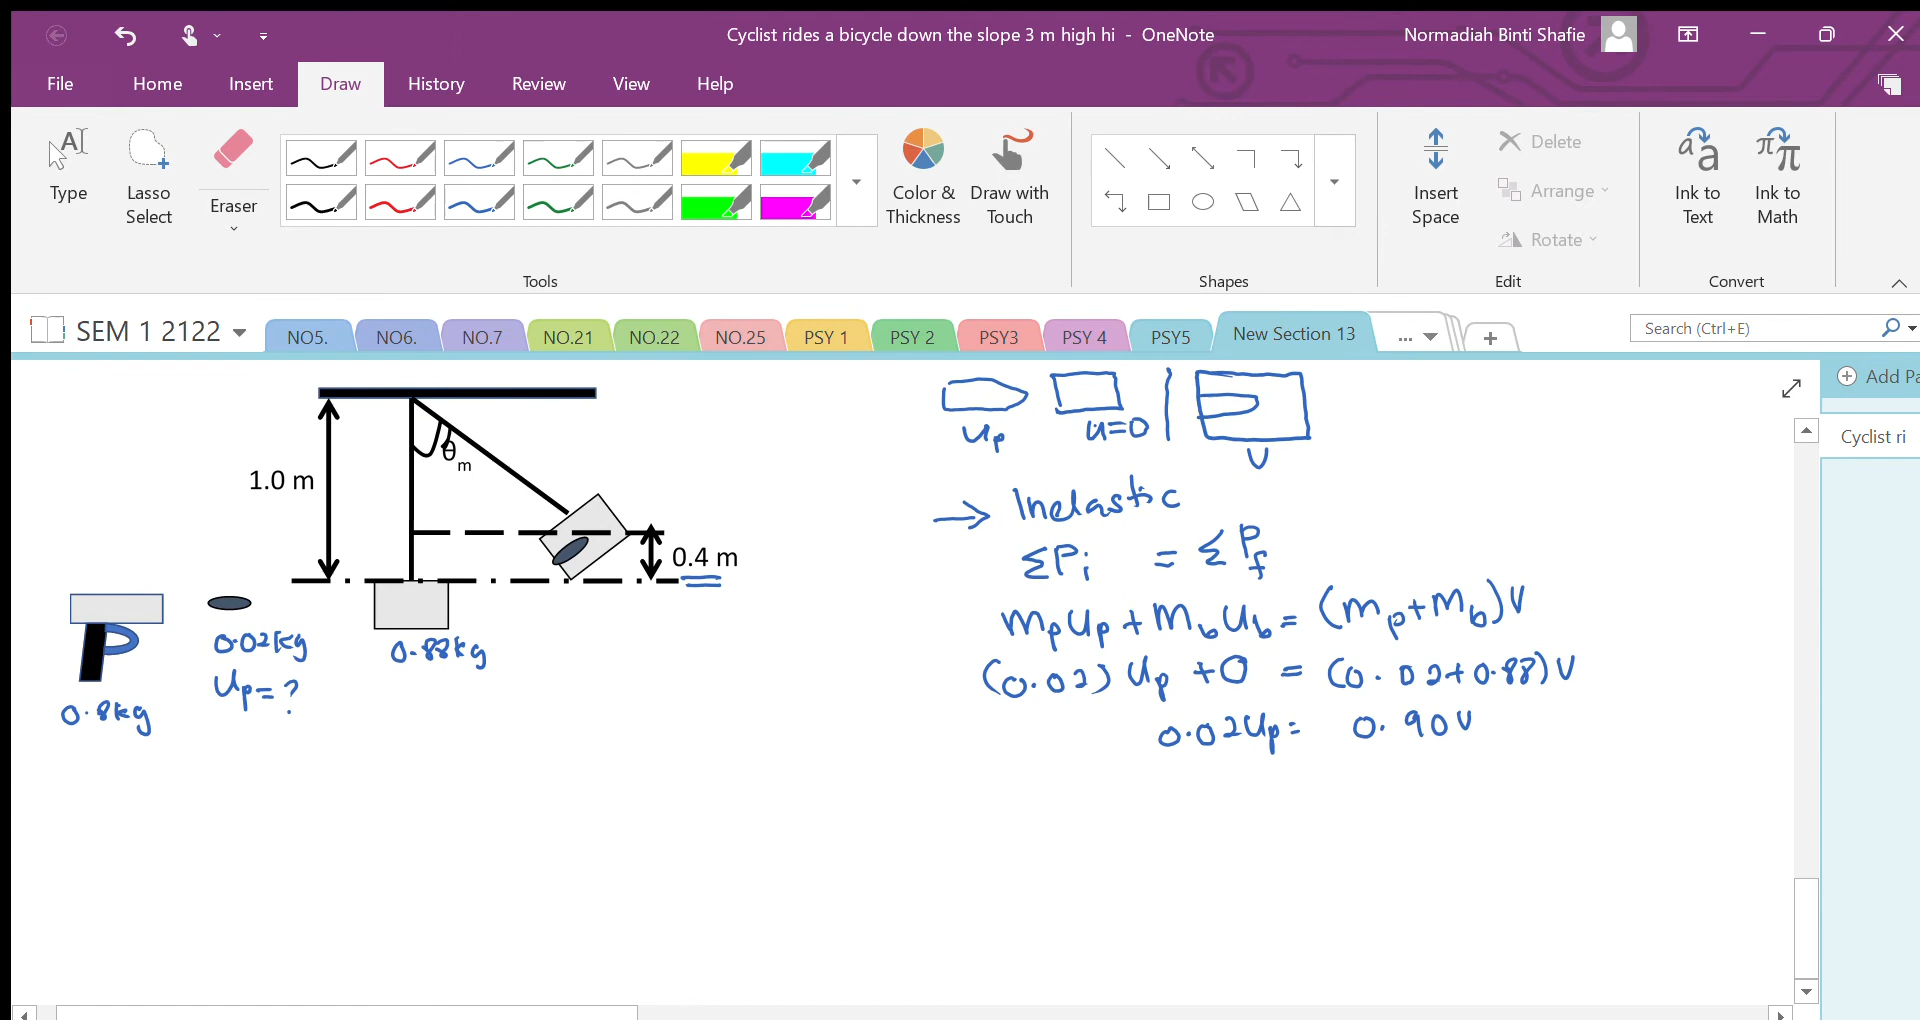 Cyclist rides a bicycle down the slope 3 m high hi - OneNote
Normadiah Binti Shafie
File Home Insert Draw History Review View Help
Type
Lasso Select
Eraser
Color & Thickness
Draw with Touch
Insert Space
Delete
Arrange
Rotate
Ink to Text
Ink to Math
Tools
Shapes
Edit
Convert
SEM 1 2122
NO5. NO6. NO.7 NO.21 NO.22 NO.25 PSY 1 PSY 2 PSY3 PSY 4 PSY5 New Section 13 ...
Search (Ctrl+E)
Add Pa
Cyclist ri
1.0 m
θm
0.4 m
0.02kg
Up = ?
0.88kg
0.8kg
P
Up
u=0
V
→ Inelastic
ΣPi = ΣPf
mpUp + mbUb = (mp+mb)V
(0.02) Up + 0 = (0.02+0.88)V
0.02Up = 0.90V